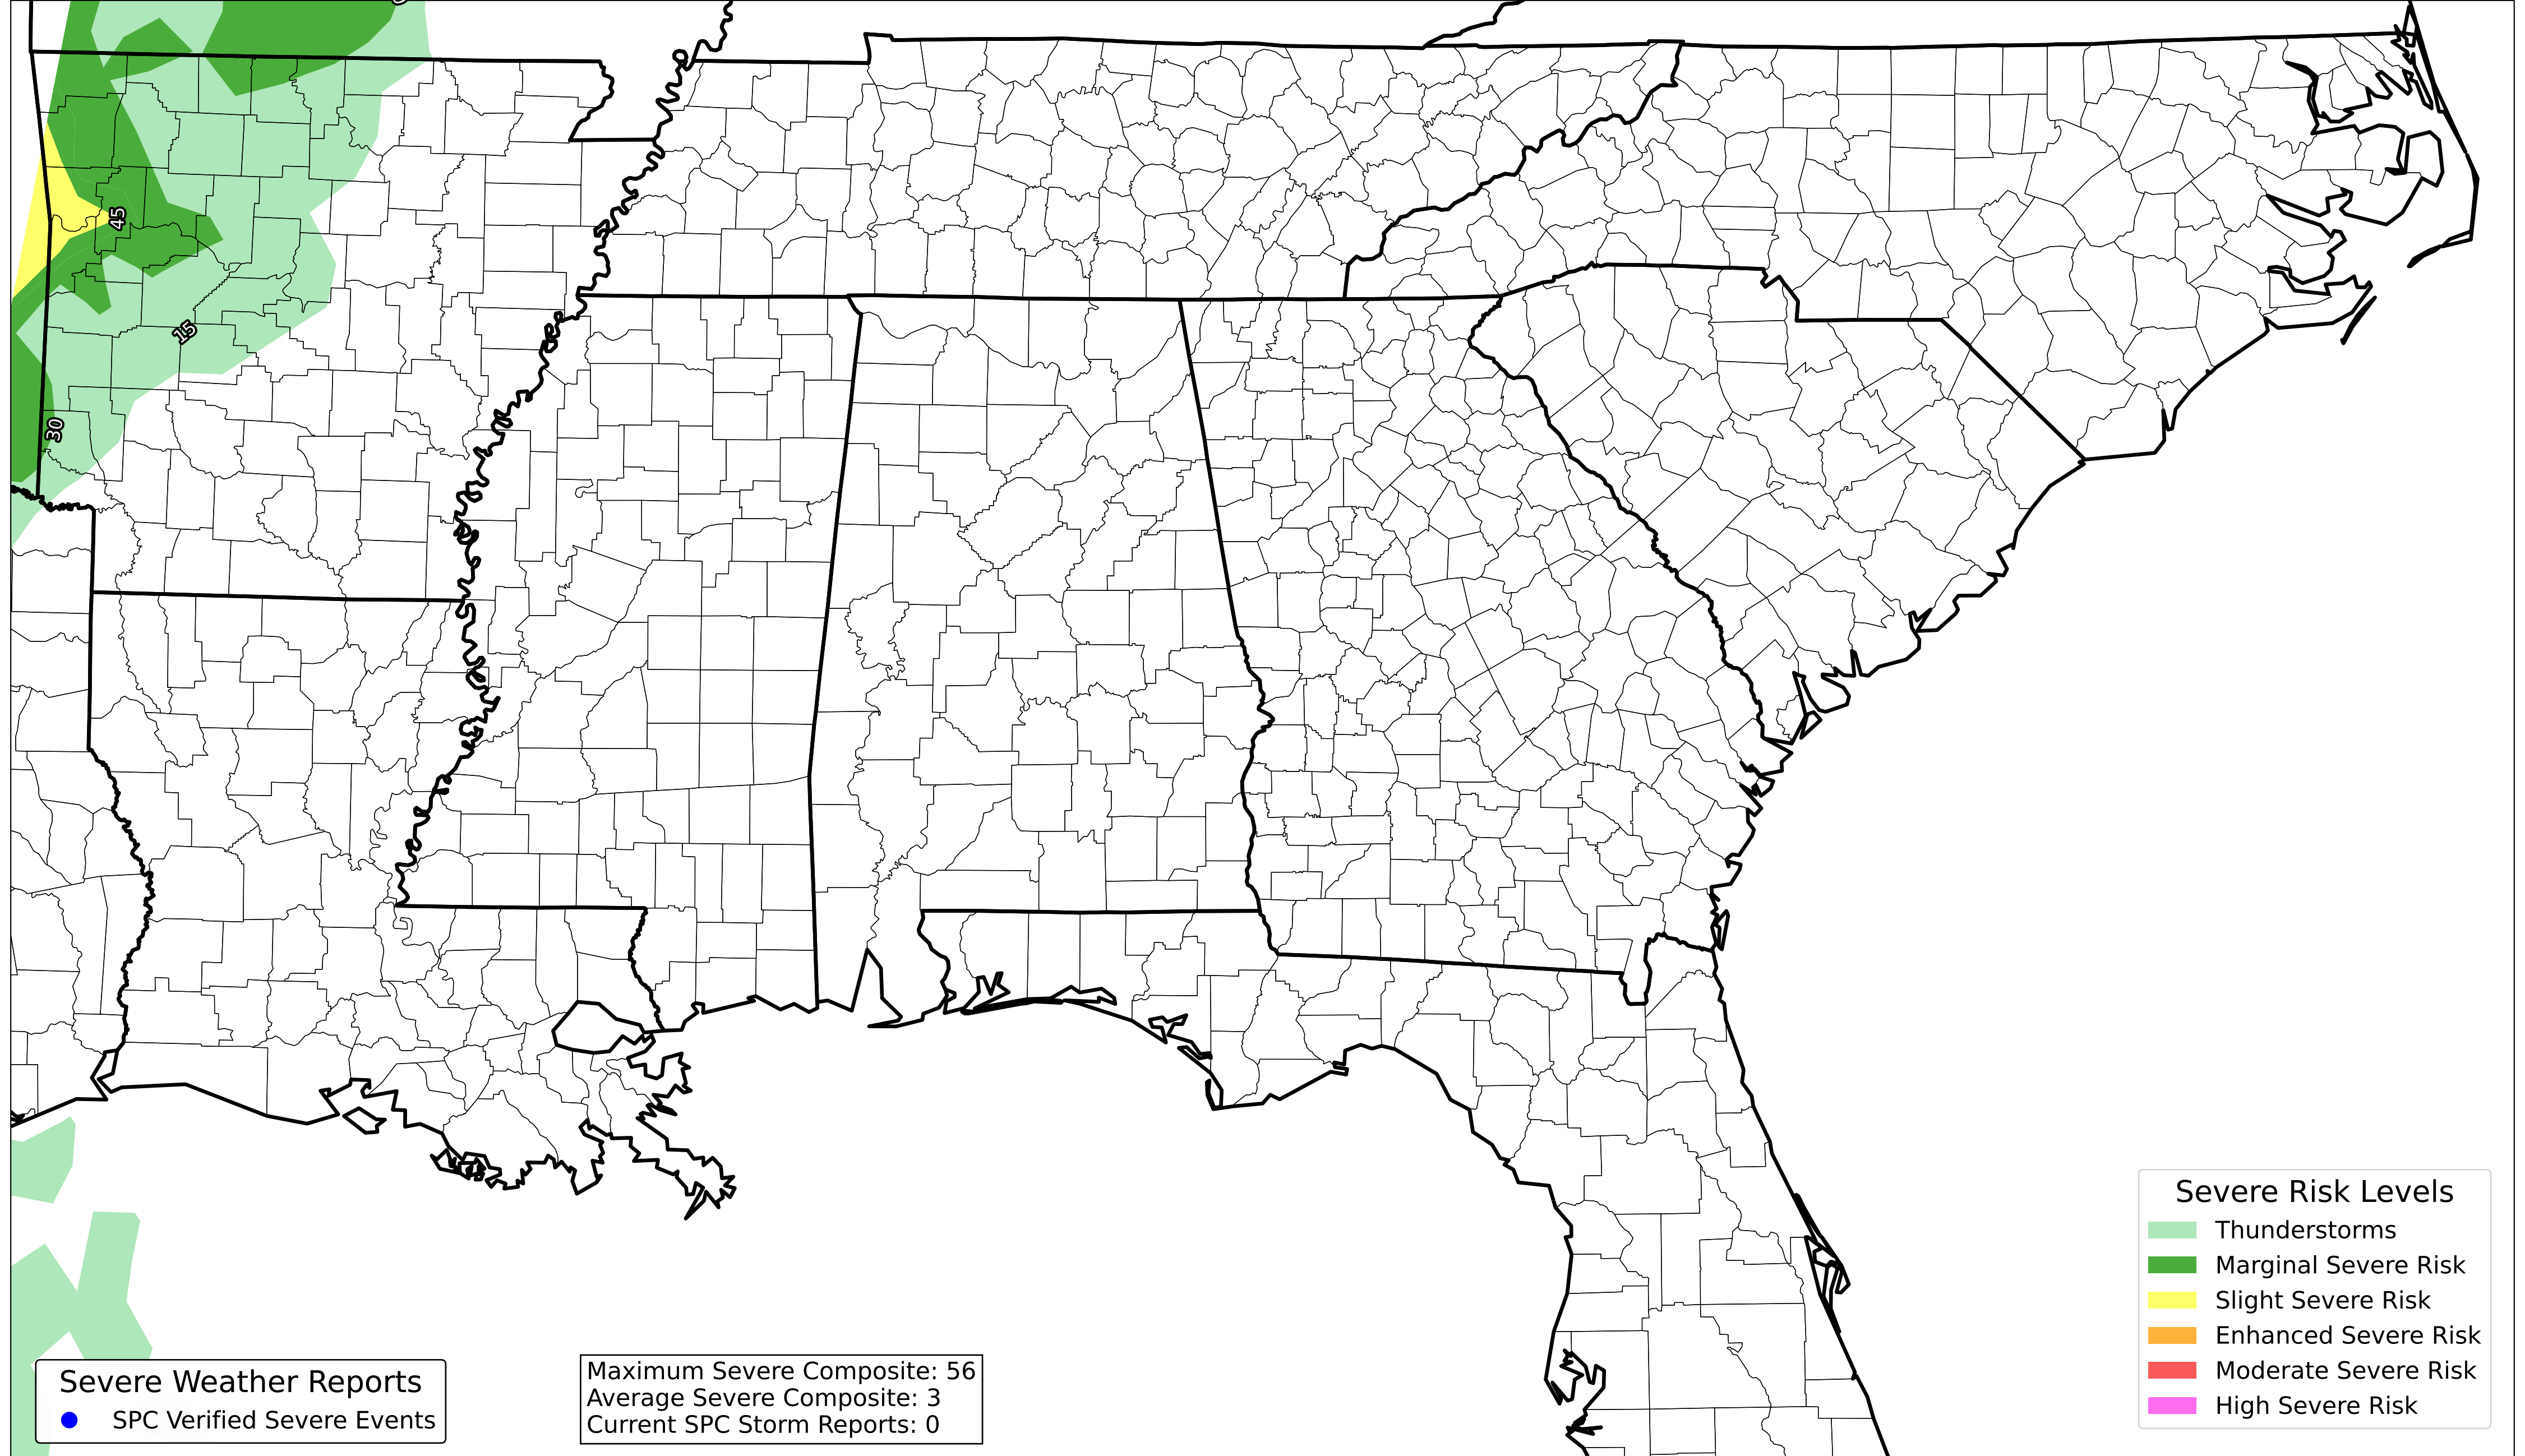 45
15
30
Severe Weather Reports
SPC Verified Severe Events
Maximum Severe Composite: 56
Average Severe Composite: 3
Current SPC Storm Reports: 0
Severe Risk Levels
Thunderstorms
Marginal Severe Risk
Slight Severe Risk
Enhanced Severe Risk
Moderate Severe Risk
High Severe Risk